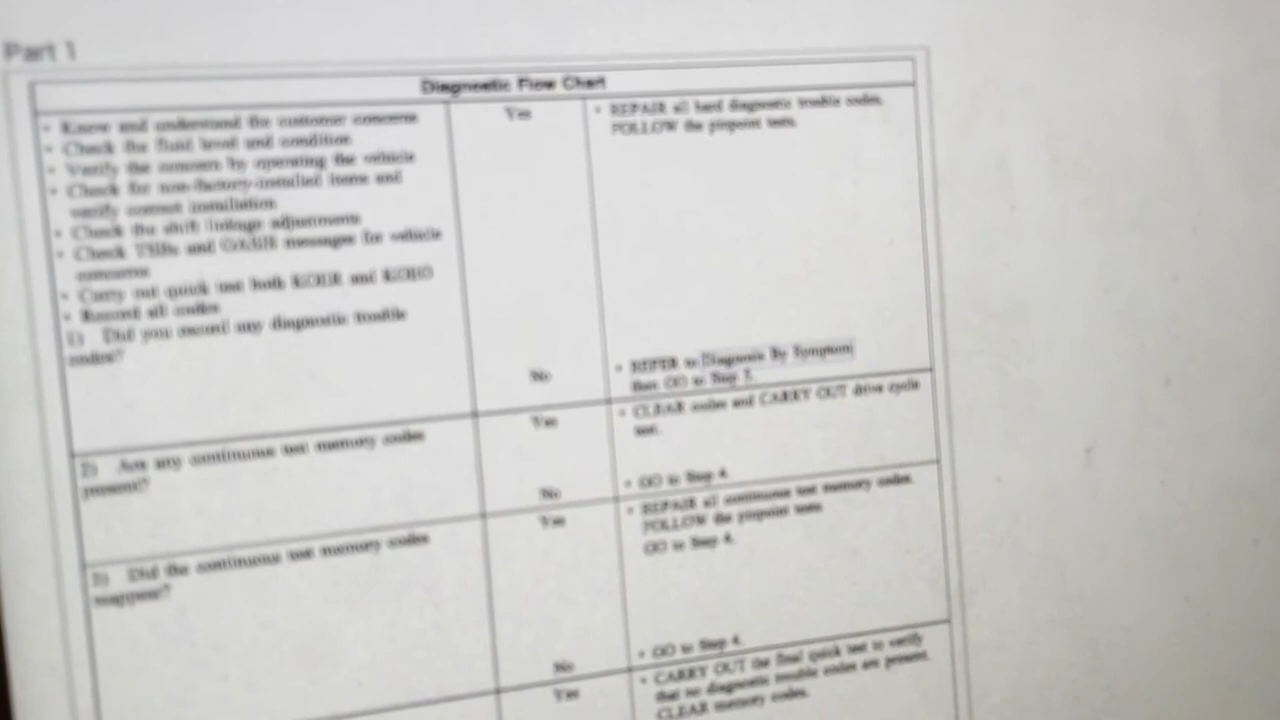 Part 1
Diagnostic Flow Chart
• Know and understand the customer concerns
• Check the fluid level and condition
• Verify the concern by operating the vehicle
• Check for non-factory-installed items and
verify correct installation
• Check the shift linkage adjustments
• Check TSBs and OASIS messages for vehicle
concerns
• Carry out quick test both KOER and KOEO
• Record all codes
1) Did you record any diagnostic trouble
codes?
Yes
• REPAIR all hard diagnostic trouble codes.
FOLLOW the pinpoint tests.
No
• REFER to Diagnosis By Symptom
then GO to Step
2) Are any continuous test memory codes
present?
Yes
• CLEAR codes and CARRY OUT drive cycle
test.
No
• GO to Step 4.
3) Did the continuous test memory codes
reappear?
Yes
• REPAIR all continuous test memory codes.
FOLLOW the pinpoint tests
GO to Step 4.
No
• GO to Step 4.
Yes
• CARRY OUT the final quick test to verify
that no diagnostic trouble codes are present.
CLEAR memory codes.